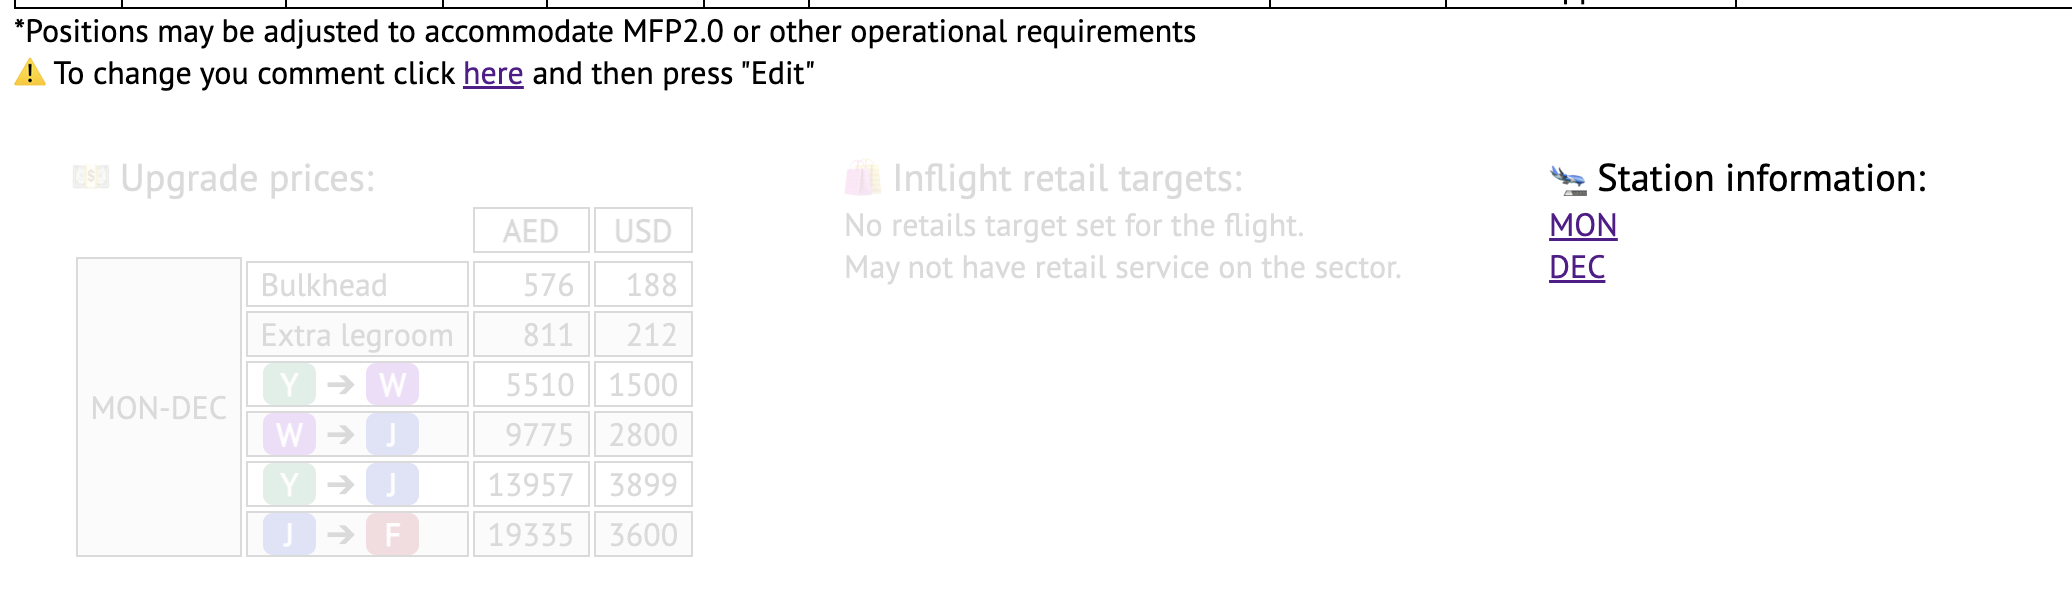 *Positions may be adjusted to accommodate MFP2.0 or other operational requirements
⚠️ To change you comment click here and then press "Edit"
💵 Upgrade prices:
AED USD
MON-DEC
Bulkhead 576 188
Extra legroom 811 212
Y ➔ W 5510 1500
W ➔ J 9775 2800
Y ➔ J 13957 3899
J ➔ F 19335 3600
🛍️ Inflight retail targets:
No retails target set for the flight.
May not have retail service on the sector.
🛬 Station information:
MON
DEC